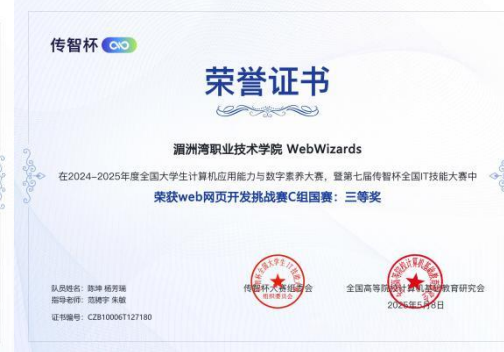 传智杯
荣誉证书
湄洲湾职业技术学院 WebWizards
在2024-2025年度全国大学生计算机应用能力与数字素养大赛，暨第七届传智杯全国IT技能大赛中
荣获web网页开发挑战赛C组国赛：三等奖
队员姓名：陈坤 杨芳瑞
指导老师：范骋宇 朱敏
证书编号：CZB10006T127180
传智杯大赛组委会
组织委员会
全国高等院校计算机基础教育研究会
2025年5月8日